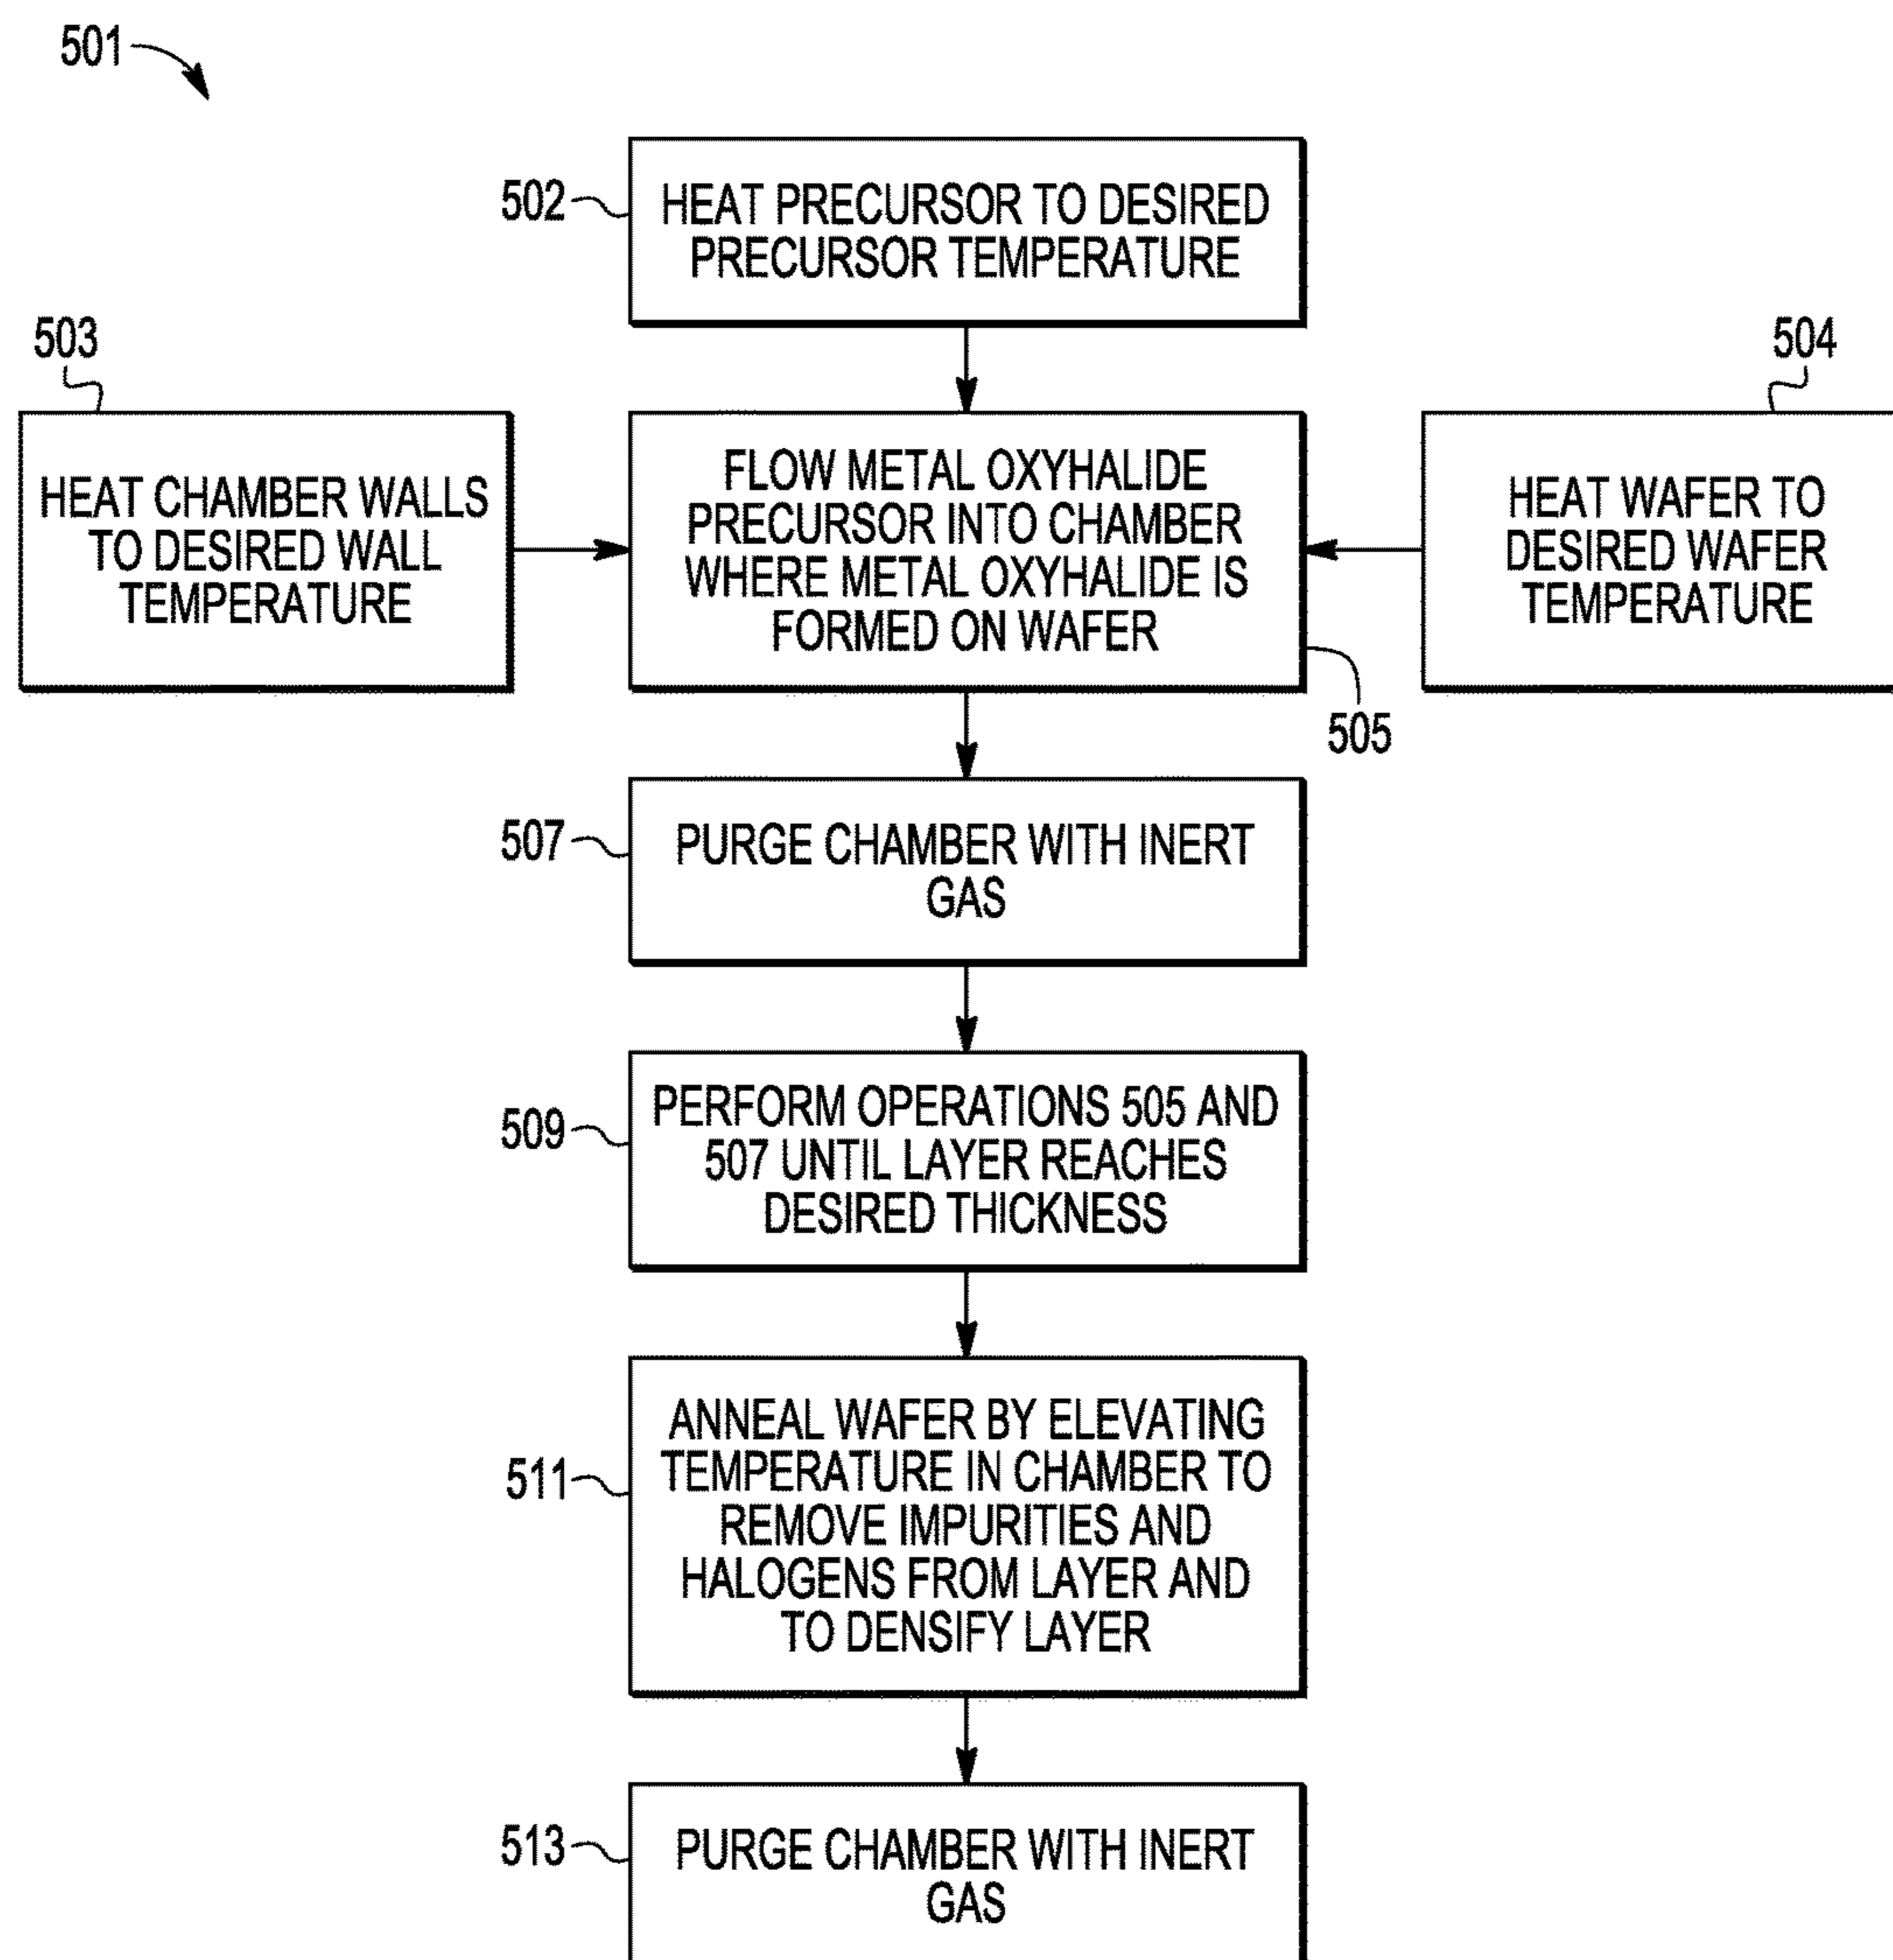 501
502
HEAT PRECURSOR TO DESIRED
PRECURSOR TEMPERATURE
503
HEAT CHAMBER WALLS
TO DESIRED WALL
TEMPERATURE
FLOW METAL OXYHALIDE
PRECURSOR INTO CHAMBER
WHERE METAL OXYHALIDE IS
FORMED ON WAFER
504
HEAT WAFER TO
DESIRED WAFER
TEMPERATURE
505
507
PURGE CHAMBER WITH INERT
GAS
509
PERFORM OPERATIONS 505 AND
507 UNTIL LAYER REACHES
DESIRED THICKNESS
511
ANNEAL WAFER BY ELEVATING
TEMPERATURE IN CHAMBER TO
REMOVE IMPURITIES AND
HALOGENS FROM LAYER AND
TO DENSIFY LAYER
513
PURGE CHAMBER WITH INERT
GAS